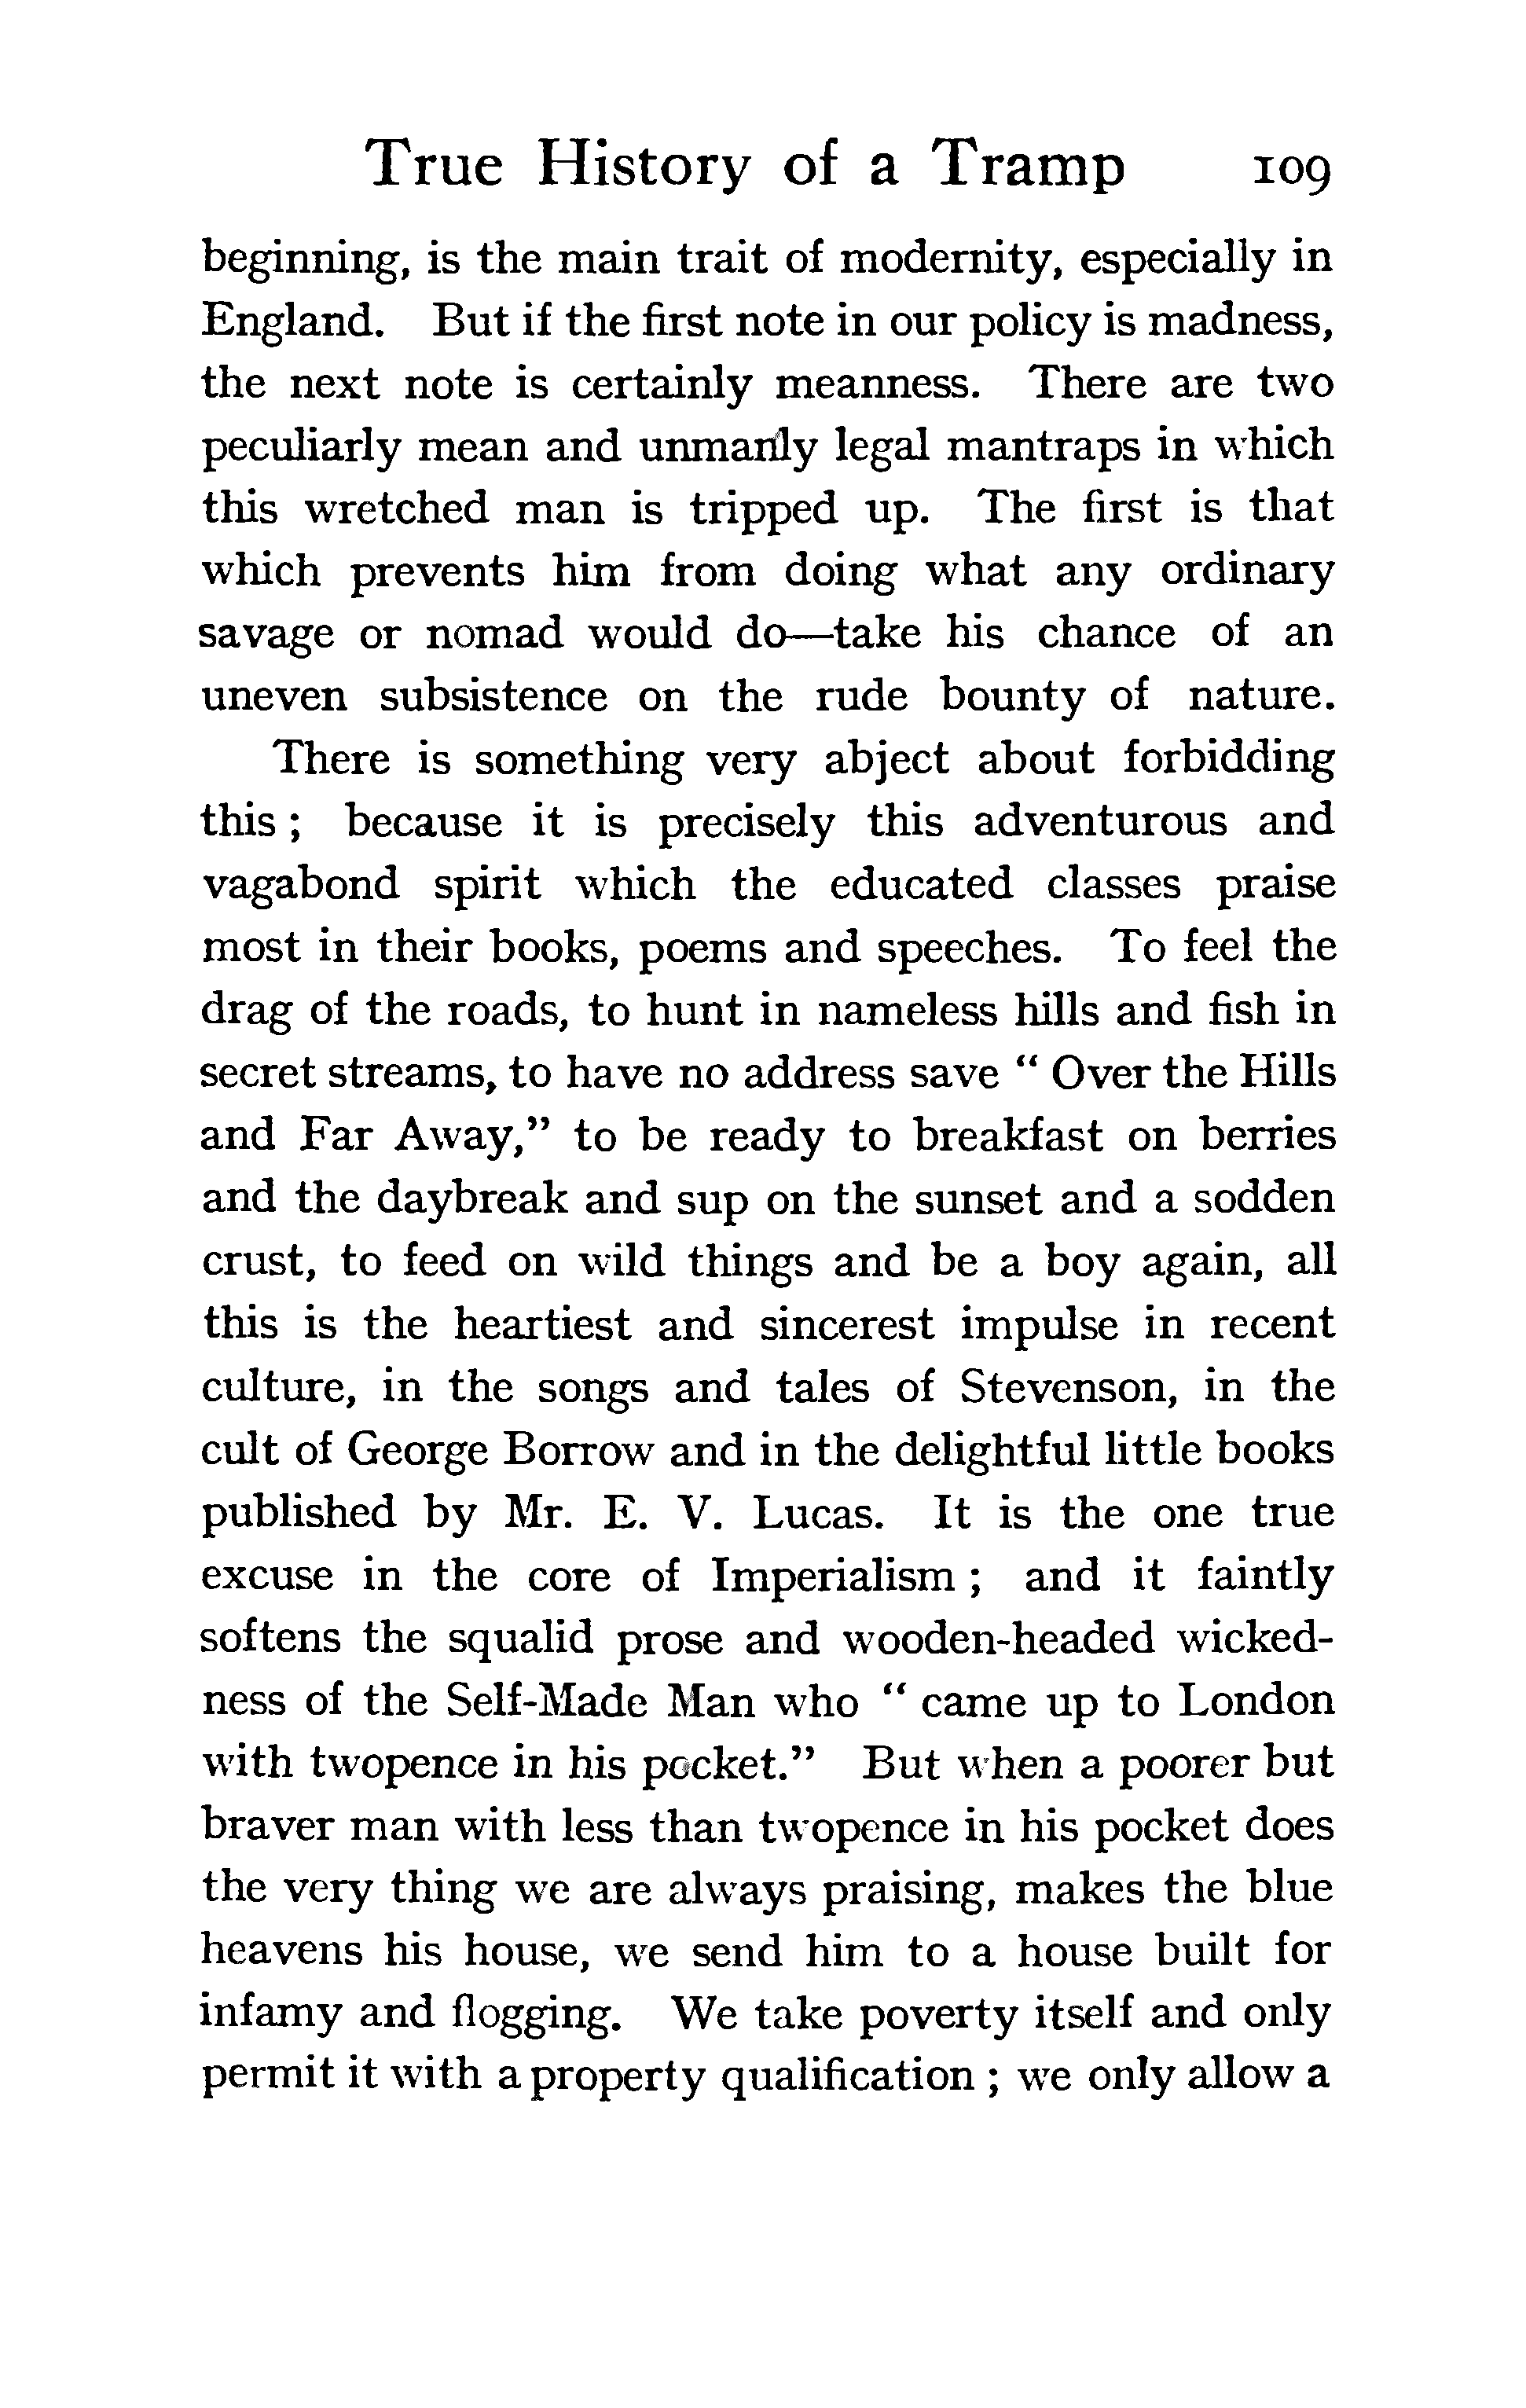 True History of a Tramp 109
beginning, is the main trait of modernity, especially in
England. But if the first note in our policy is madness,
the next note is certainly meanness. There are two
peculiarly mean and unmanly legal mantraps in which
this wretched man is tripped up. The first is that
which prevents him from doing what any ordinary
savage or nomad would do—take his chance of an
uneven subsistence on the rude bounty of nature.
There is something very abject about forbidding
this ; because it is precisely this adventurous and
vagabond spirit which the educated classes praise
most in their books, poems and speeches. To feel the
drag of the roads, to hunt in nameless hills and fish in
secret streams, to have no address save “ Over the Hills
and Far Away,” to be ready to breakfast on berries
and the daybreak and sup on the sunset and a sodden
crust, to feed on wild things and be a boy again, all
this is the heartiest and sincerest impulse in recent
culture, in the songs and tales of Stevenson, in the
cult of George Borrow and in the delightful little books
published by Mr. E. V. Lucas. It is the one true
excuse in the core of Imperialism ; and it faintly
softens the squalid prose and wooden-headed wicked-
ness of the Self-Made Man who “ came up to London
with twopence in his pocket.” But when a poorer but
braver man with less than twopence in his pocket does
the very thing we are always praising, makes the blue
heavens his house, we send him to a house built for
infamy and flogging. We take poverty itself and only
permit it with a property qualification ; we only allow a